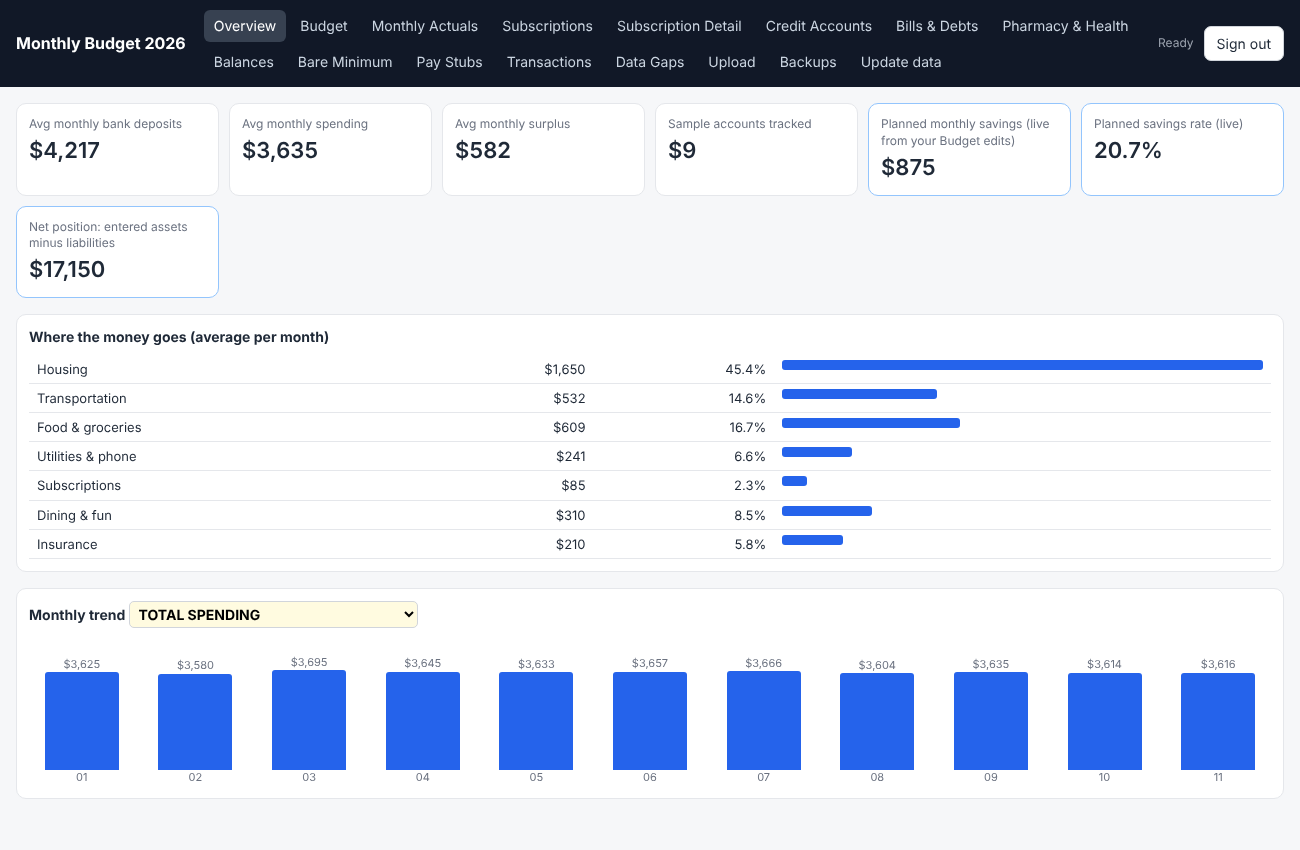 Monthly Budget 2026
Overview Budget Monthly Actuals Subscriptions Subscription Detail Credit Accounts Bills & Debts Pharmacy & Health
Balances Bare Minimum Pay Stubs Transactions Data Gaps Upload Backups Update data
Ready
Sign out
Avg monthly bank deposits
$4,217
Avg monthly spending
$3,635
Avg monthly surplus
$582
Sample accounts tracked
$9
Planned monthly savings (live
from your Budget edits)
$875
Planned savings rate (live)
20.7%
Net position: entered assets
minus liabilities
$17,150
Where the money goes (average per month)
Housing $1,650 45.4%
Transportation $532 14.6%
Food & groceries $609 16.7%
Utilities & phone $241 6.6%
Subscriptions $85 2.3%
Dining & fun $310 8.5%
Insurance $210 5.8%
Monthly trend TOTAL SPENDING
$3,625 $3,580 $3,695 $3,645 $3,633 $3,657 $3,666 $3,604 $3,635 $3,614 $3,616
01 02 03 04 05 06 07 08 09 10 11